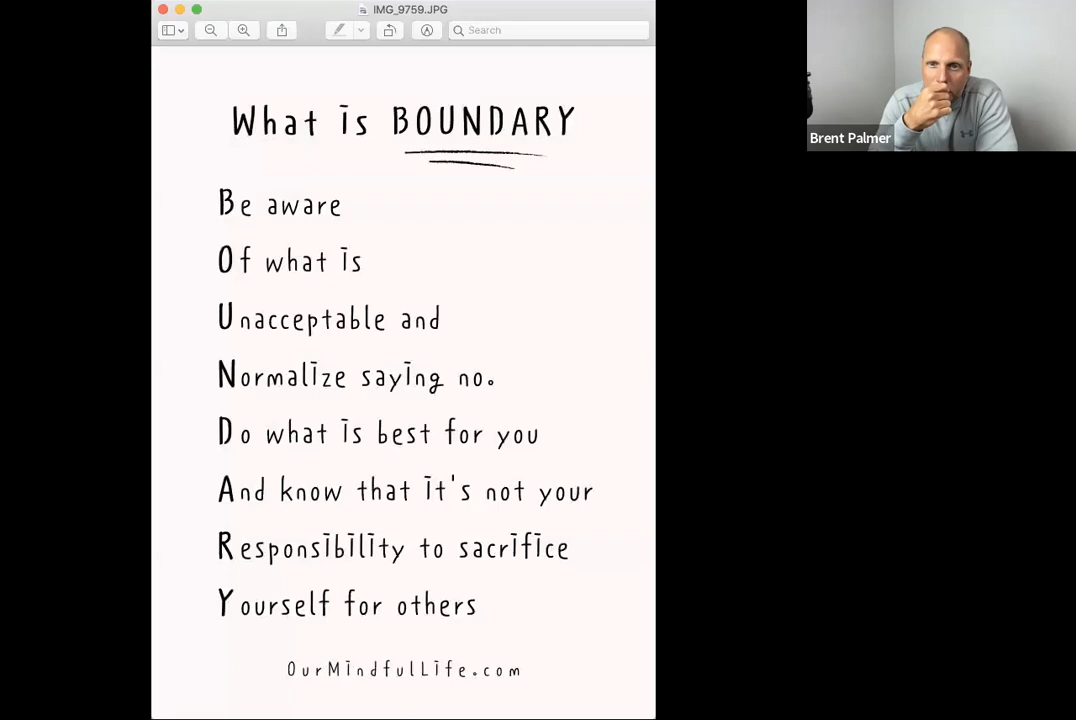 IMG_9759.JPG
Search
What is BOUNDARY
Be aware
Of what is
Unacceptable and
Normalize saying no.
Do what is best for you
And know that it's not your
Responsibility to sacrifice
Yourself for others
OurMindfulLife.com
Brent Palmer